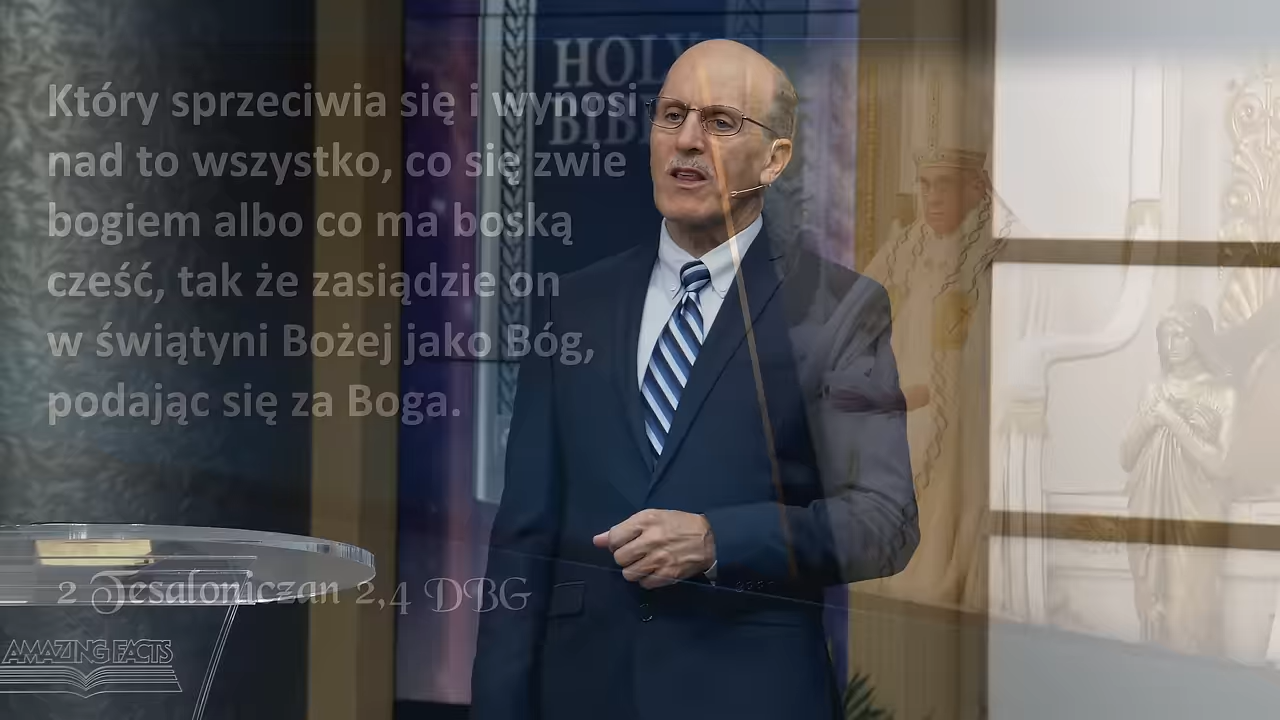 HOLY
BIBLE
Który sprzeciwia się i wynosi
nad to wszystko, co się zwie
bogiem albo co ma boską
cześć, tak że zasiądzie on
w świątyni Bożej jako Bóg,
podając się za Boga.
2 Tesaloniczan 2,4 DBG
AMAZING FACTS